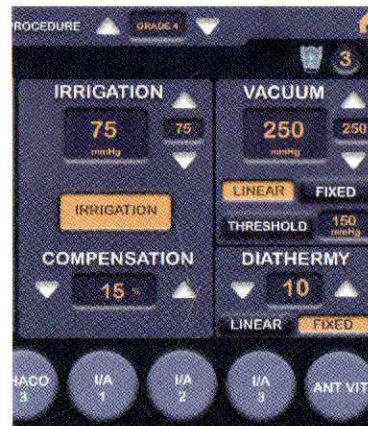 ROCEDURE GRADE 4
3
IRRIGATION
75
mmHg
75
IRRIGATION
COMPENSATION
15 %
VACUUM
250
mmHg
250
LINEAR FIXED
THRESHOLD 150
mmHg
DIATHERMY
10
LINEAR FIXED
HACO
3
I/A
1
I/A
2
I/A
3
ANT VIT